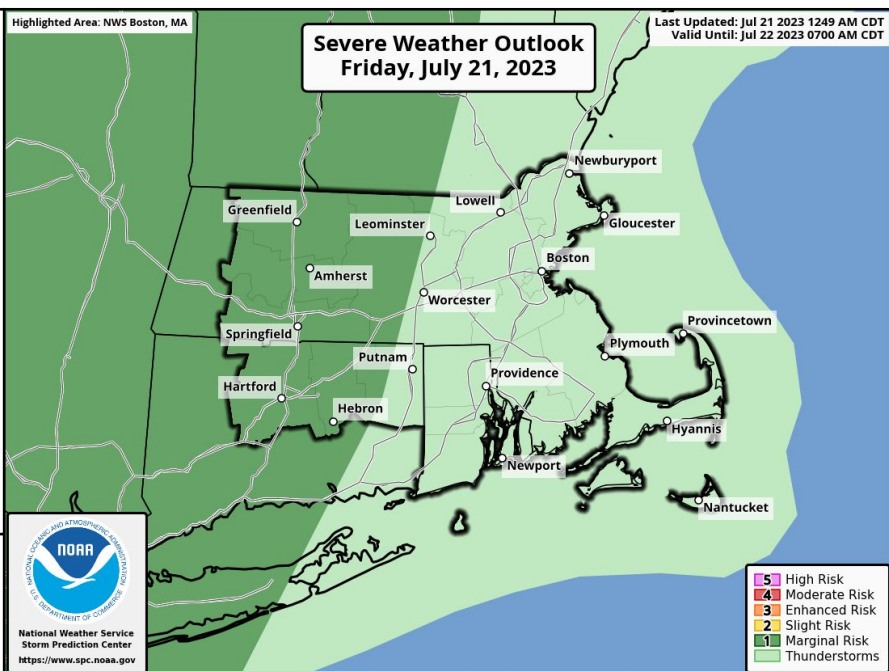 Highlighted Area: NWS Boston, MA
Severe Weather Outlook
Friday, July 21, 2023
Last Updated: Jul 21 2023 1249 AM CDT
Valid Until: Jul 22 2023 0700 AM CDT
Newburyport
Lowell
Greenfield
Leominster
Gloucester
Boston
Amherst
Worcester
Provincetown
Springfield
Plymouth
Putnam
Providence
Hartford
Hebron
Hyannis
Newport
Nantucket
NATIONAL OCEANIC AND ATMOSPHERIC ADMINISTRATION
NOAA
U.S. DEPARTMENT OF COMMERCE
National Weather Service
Storm Prediction Center
https://www.spc.noaa.gov
5 High Risk
4 Moderate Risk
3 Enhanced Risk
2 Slight Risk
1 Marginal Risk
Thunderstorms